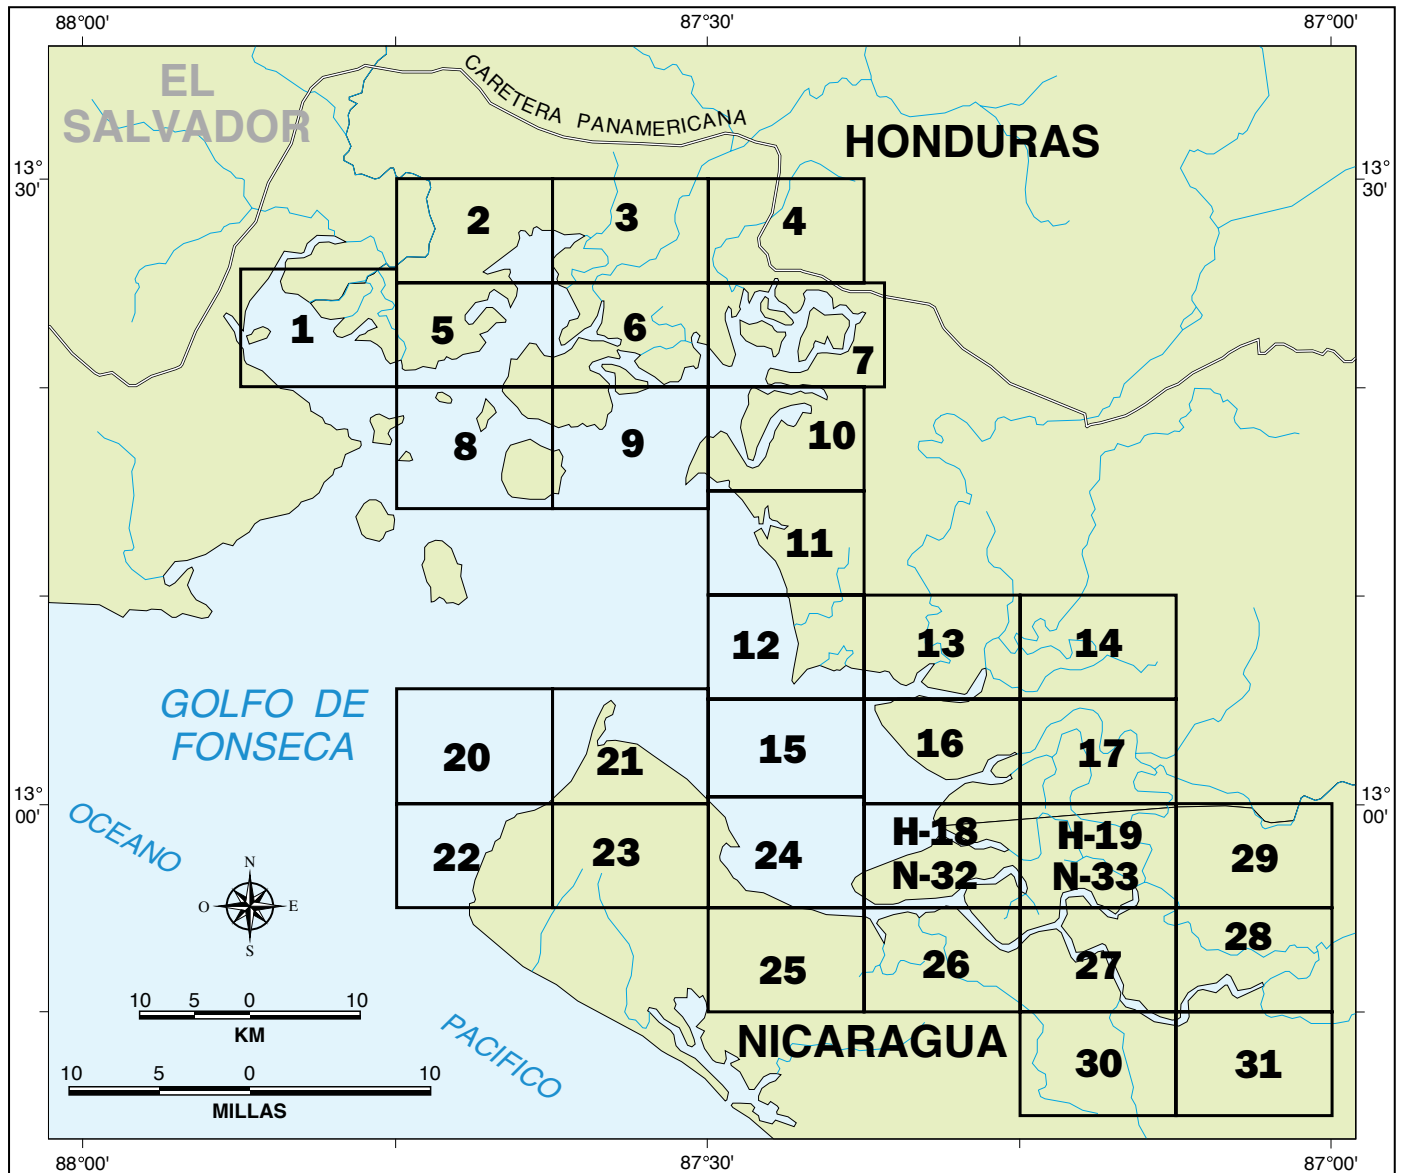 88°00'
87°30'
87°00'
EL
SALVADOR
CARETERA PANAMERICANA
HONDURAS
13°
30'
13°
30'
2
3
4
1
5
6
7
8
9
10
11
12
13
14
GOLFO DE
FONSECA
20
21
15
16
17
13°
00'
13°
00'
OCEANO
22
23
24
H-18
N-32
H-19
N-33
29
N
O
E
S
25
26
27
28
10 5 0 10
KM
PACIFICO
NICARAGUA
30
31
10 5 0 10
MILLAS
88°00'
87°30'
87°00'